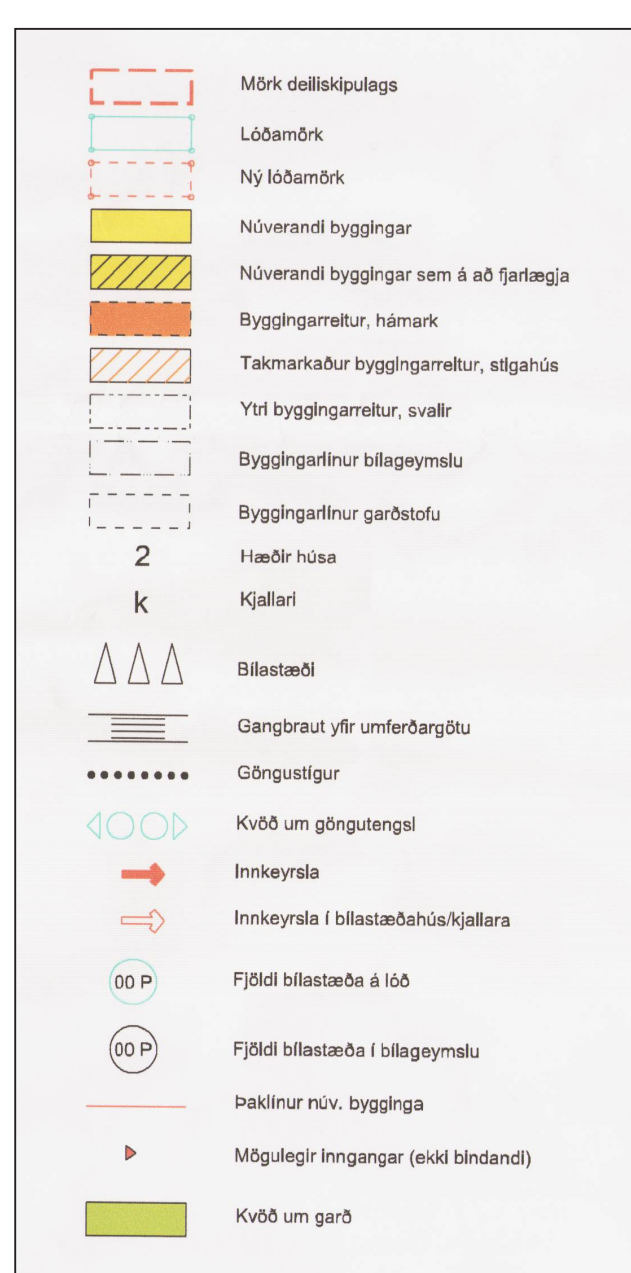 Mörk deiliskipulags
Lóðamörk
Ný lóðamörk
Núverandi byggingar
Núverandi byggingar sem á að fjarlægja
Byggingarreitur, hámark
Takmarkaður byggingarreitur, stigahús
Ytri byggingarreitur, svalir
Byggingarlínur bílageymslu
Byggingarlínur garðstofu
2 Hæðir húsa
k Kjallari
Bílastæði
Gangbraut yfir umferðargötu
Göngustígur
Kvöð um göngutengsl
Innkeyrsla
Innkeyrsla í bílastæðahús/kjallara
00 P Fjöldi bílastæða á lóð
00 P Fjöldi bílastæða í bílageymslu
Þaklínur núv. bygginga
Mögulegir inngangar (ekki bindandi)
Kvöð um garð